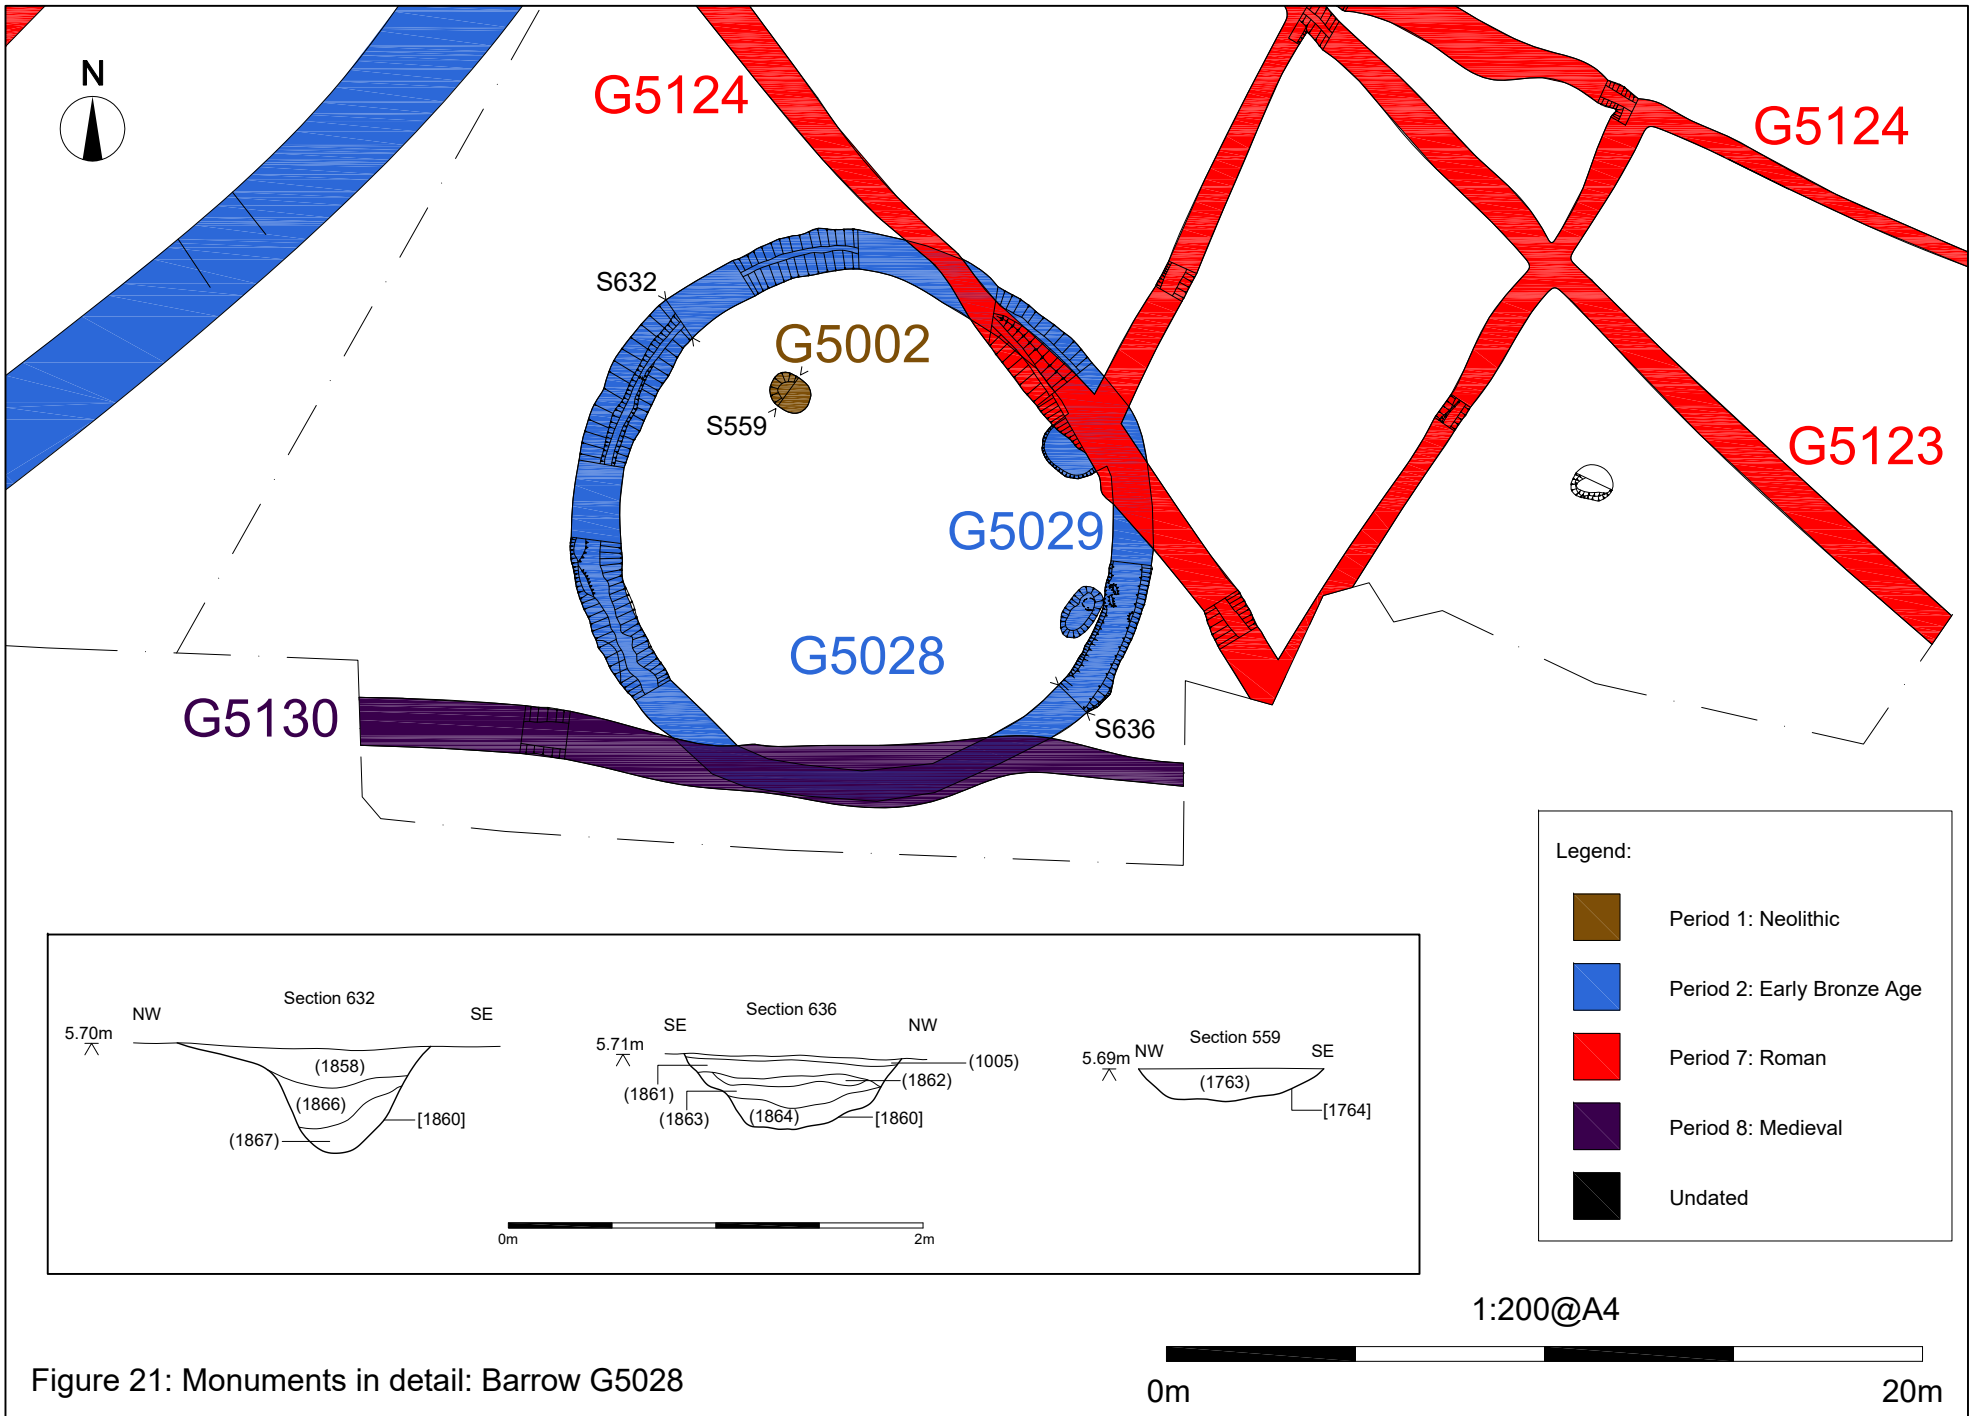 N
G5124
G5124
S632
G5002
S559
G5123
G5029
G5028
G5130
S636
Legend:
Period 1: Neolithic
Period 2: Early Bronze Age
Period 7: Roman
Period 8: Medieval
Undated
Section 632
NW
SE
5.70m
(1858)
(1866)
[1860]
(1867)
Section 636
SE
NW
5.71m
(1005)
(1862)
(1861)
(1863)
(1864)
[1860]
Section 559
5.69m
NW
SE
(1763)
[1764]
0m
2m
1:200@A4
0m
20m
Figure 21: Monuments in detail: Barrow G5028